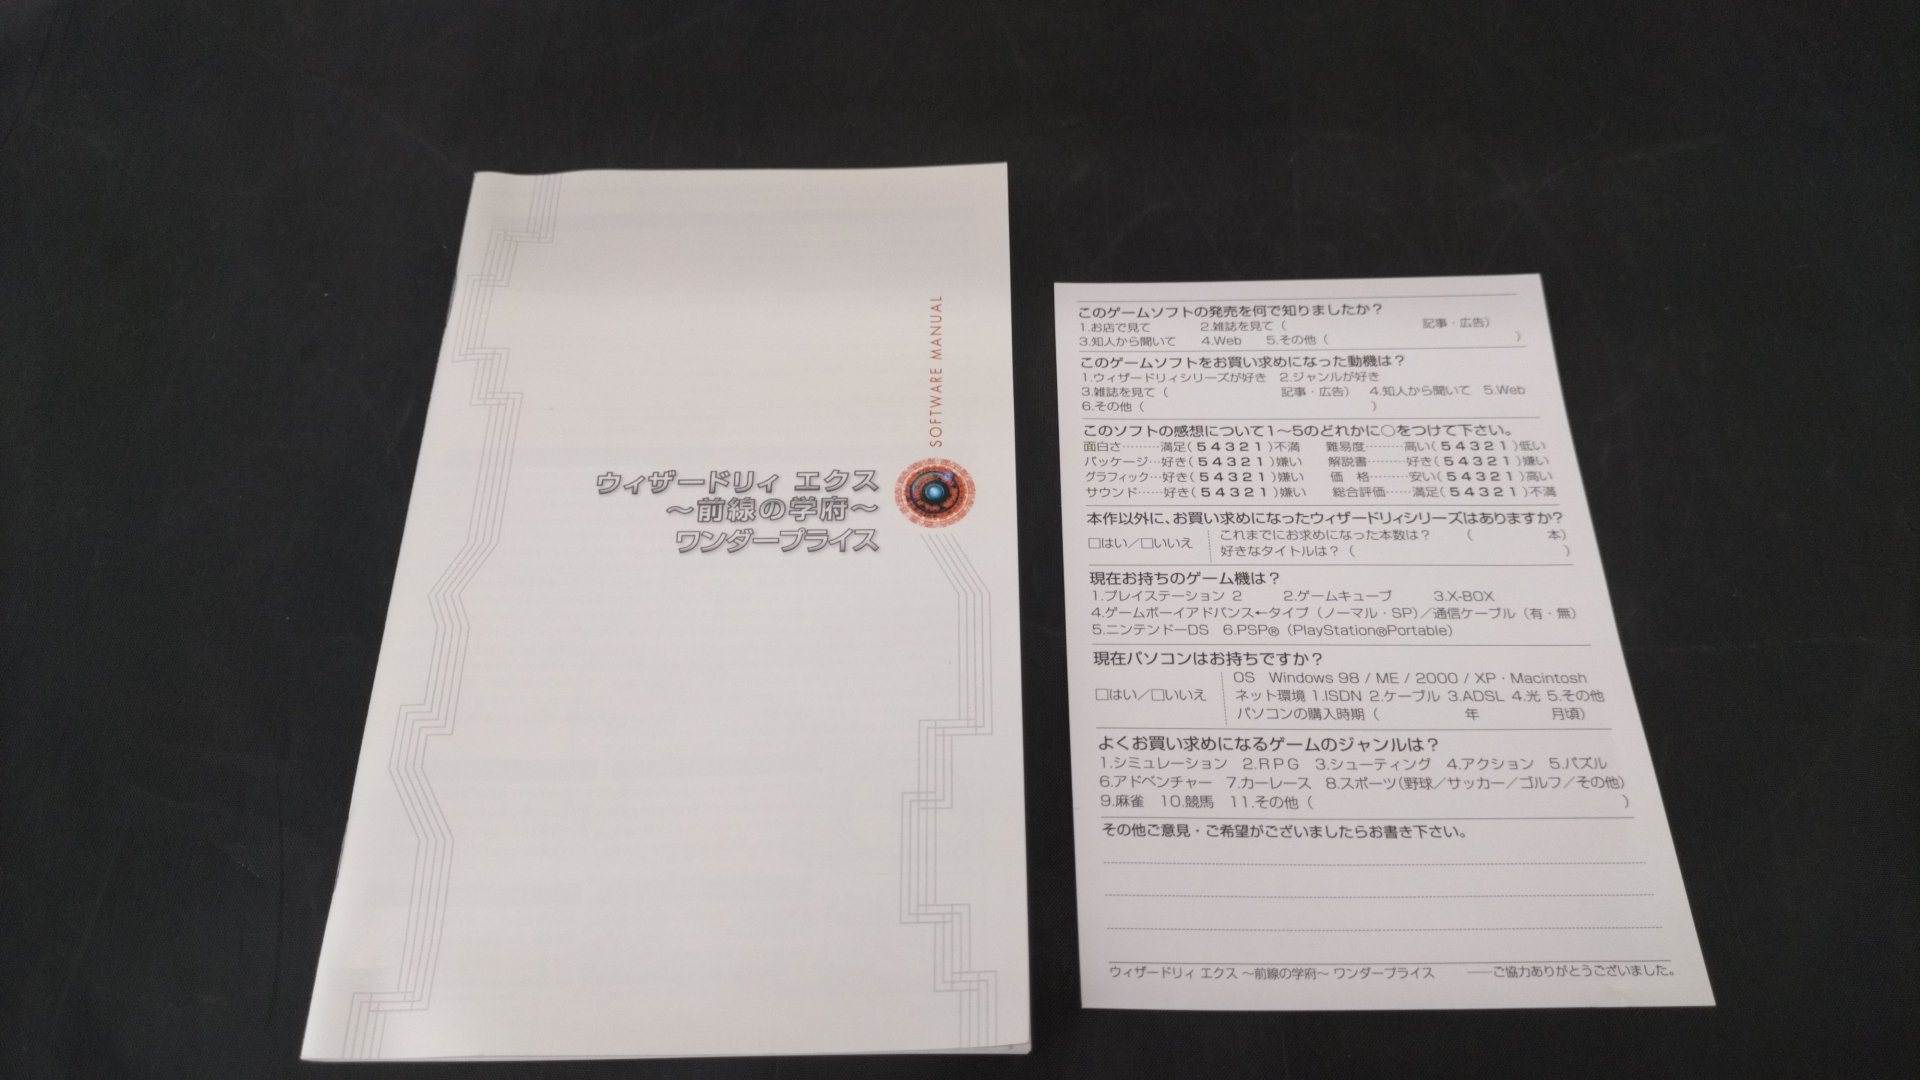 SOFTWARE MANUAL
ウィザードリィ エクス
～前線の学府～
ワンダープライス
このゲームソフトの発売を何で知りましたか？
1.お店で見て 2.雑誌を見て（ 記事・広告）
3.知人から聞いて 4.Web 5.その他（ ）
このゲームソフトをお買い求めになった動機は？
1.ウィザードリィシリーズが好き 2.ジャンルが好き
3.雑誌を見て（ 記事・広告） 4.知人から聞いて 5.Web
6.その他（ ）
このソフトの感想について1～5のどれかに○をつけて下さい。
面白さ………満足(５４３２１)不満 難易度………高い(５４３２１)低い
パッケージ…好き(５４３２１)嫌い 解説書………好き(５４３２１)嫌い
グラフィック…好き(５４３２１)嫌い 価 格………安い(５４３２１)高い
サウンド……好き(５４３２１)嫌い 総合評価……満足(５４３２１)不満
本作以外に、お買い求めになったウィザードリィシリーズはありますか？
□はい／□いいえ これまでにお求めになった本数は？ （ 本）
好きなタイトルは？（ ）
現在お持ちのゲーム機は？
1.プレイステーション 2 2.ゲームキューブ 3.X-BOX
4.ゲームボーイアドバンス←タイプ（ノーマル・SP）／通信ケーブル（有・無）
5.ニンテンドーDS 6.PSP®（PlayStation®Portable）
現在パソコンはお持ちですか？
□はい／□いいえ OS Windows 98 / ME / 2000 / XP・Macintosh
ネット環境 1.ISDN 2.ケーブル 3.ADSL 4.光 5.その他
パソコンの購入時期（ 年 月頃）
よくお買い求めになるゲームのジャンルは？
1.シミュレーション 2.ＲＰＧ 3.シューティング 4.アクション 5.パズル
6.アドベンチャー 7.カーレース 8.スポーツ（野球／サッカー／ゴルフ／その他）
9.麻雀 10.競馬 11.その他（ ）
その他ご意見・ご希望がございましたらお書き下さい。
ウィザードリィ エクス ～前線の学府～ ワンダープライス ――ご協力ありがとうございました。